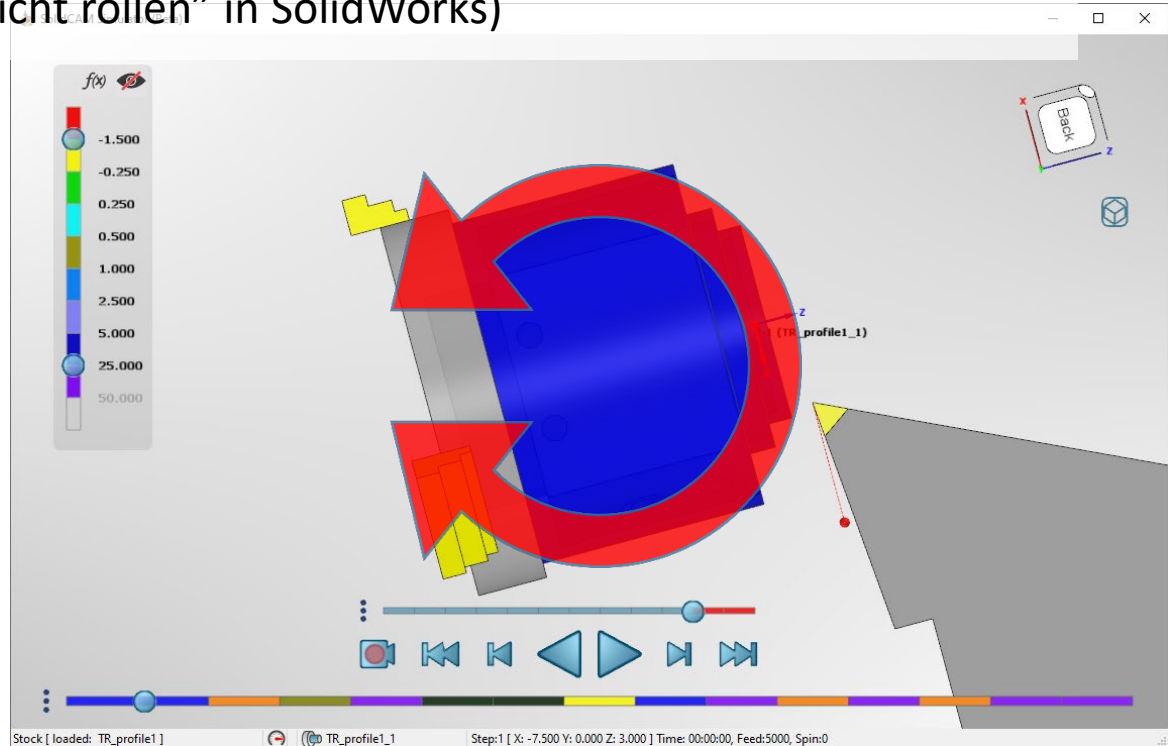 icht rollen” in SolidWorks)
f(x)
-1.500
-0.250
0.250
0.500
1.000
2.500
5.000
25.000
50.000
X
Back
Z
Z
(TR_profile1_1)
Stock [ loaded: TR_profile1 ]
TR_profile1_1
Step:1 [ X: -7.500 Y: 0.000 Z: 3.000 ] Time: 00:00:00, Feed:5000, Spin:0